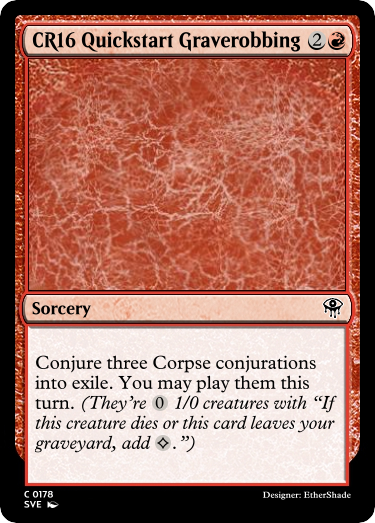 CR16 Quickstart Graverobbing 2
Sorcery
Conjure three Corpse conjurations
into exile. You may play them this
turn. (They're 0 1/0 creatures with “If
this creature dies or this card leaves your
graveyard, add .”)
C 0178
SVE
Designer: EtherShade